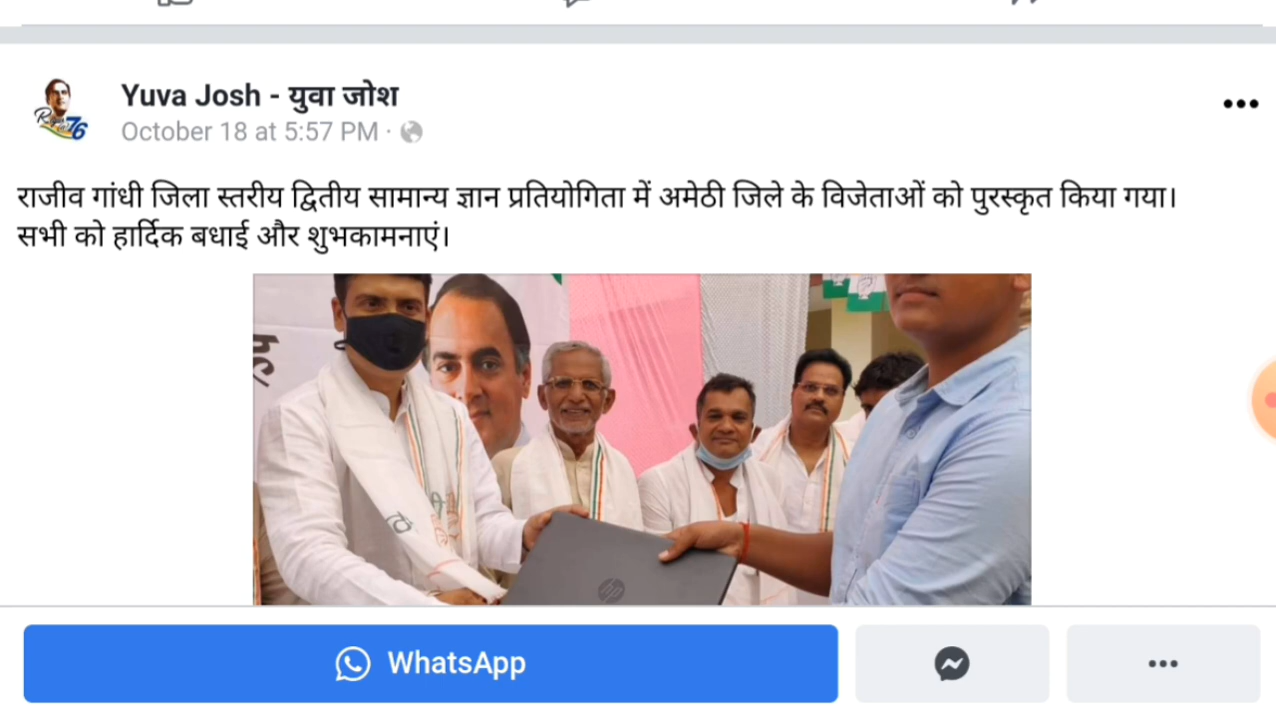 Yuva Josh - युवा जोश
October 18 at 5:57 PM ·
राजीव गांधी जिला स्तरीय द्वितीय सामान्य ज्ञान प्रतियोगिता में अमेठी जिले के विजेताओं को पुरस्कृत किया गया।
सभी को हार्दिक बधाई और शुभकामनाएं।
hp
WhatsApp